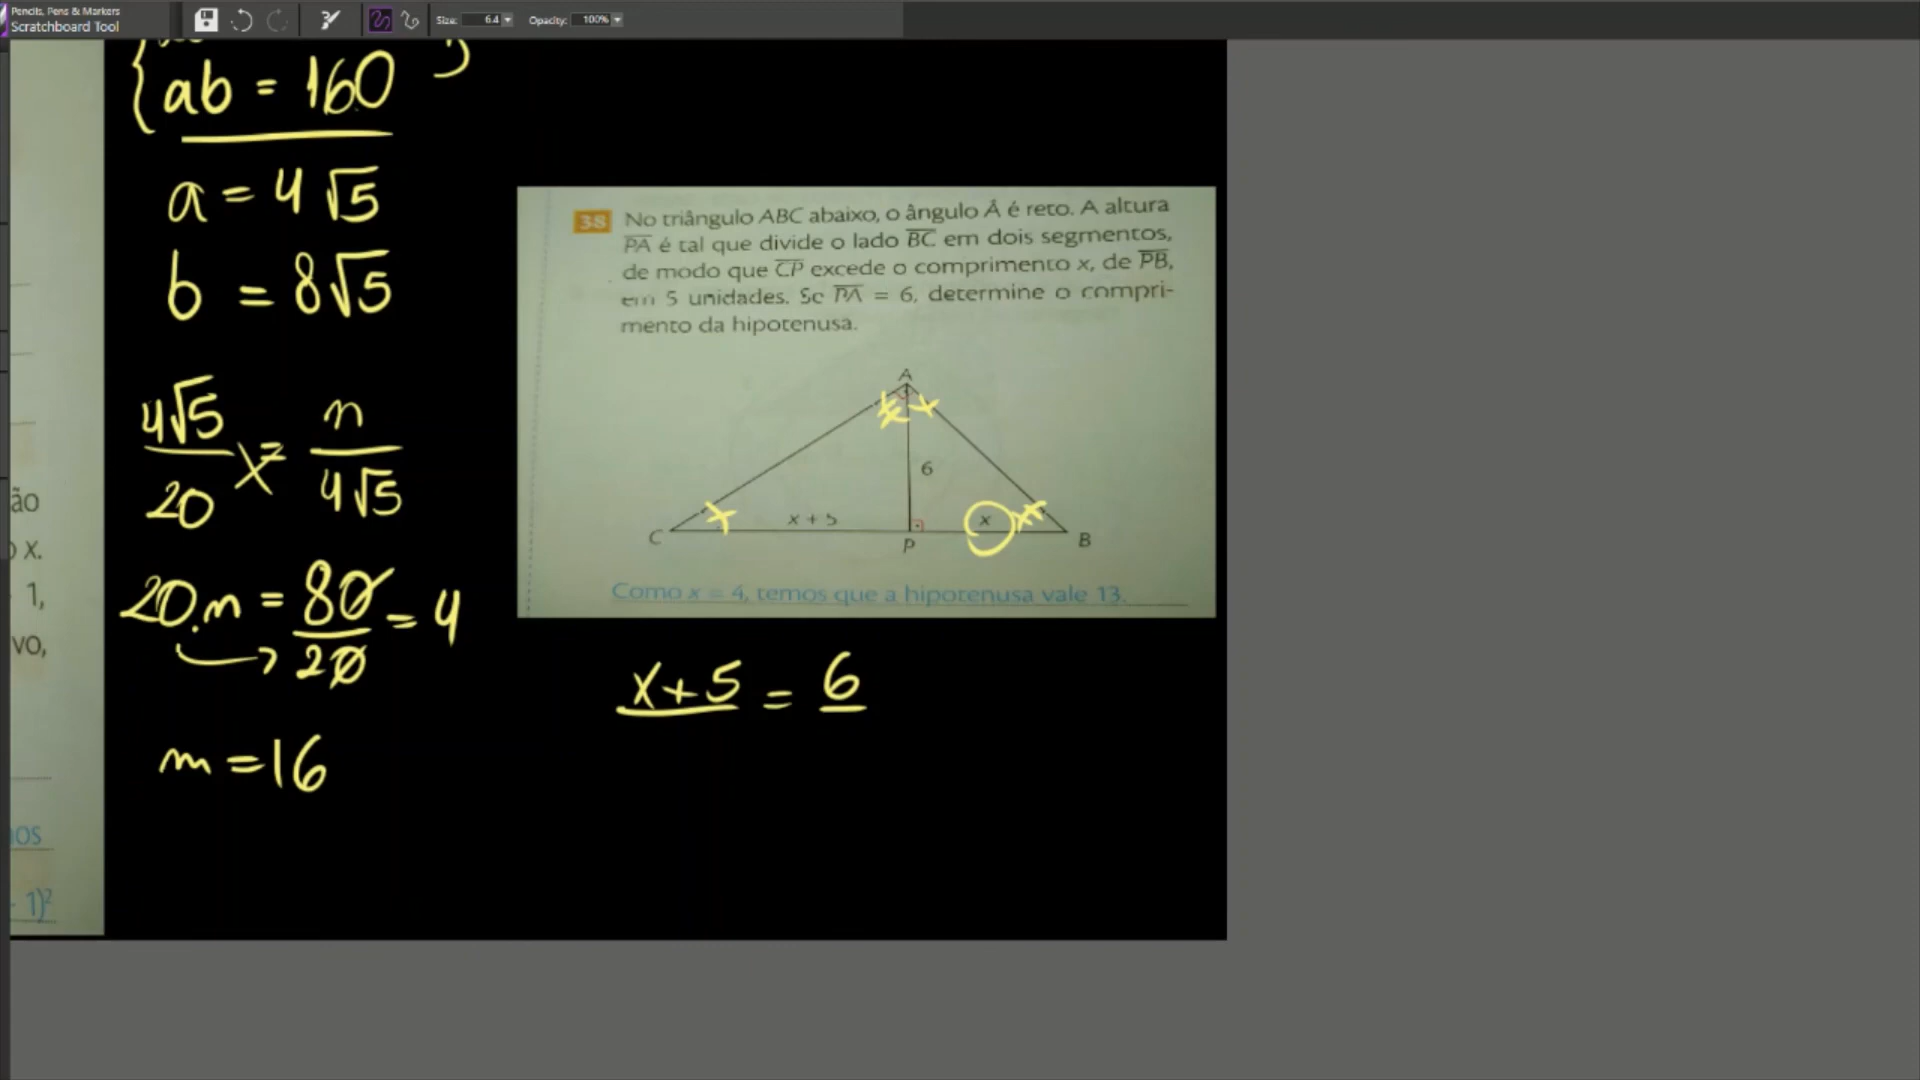 Pencils, Pens & Markers
Scratchboard Tool
Size: 6.4
Opacity: 100%
ab = 160
a = 4√5
b = 8√5
4√5/20 = n/4√5
20.n = 80/20 = 4
m = 16
ão
x.
1,
vo,
nos
- 1)²
38 No triângulo ABC abaixo, o ângulo Â é reto. A altura
PA é tal que divide o lado BC em dois segmentos,
de modo que CP excede o comprimento x, de PB,
em 5 unidades. Se PA = 6, determine o compri-
mento da hipotenusa.
A
6
C
x + 5
P
x
B
Como x = 4, temos que a hipotenusa vale 13.
x+5 = 6